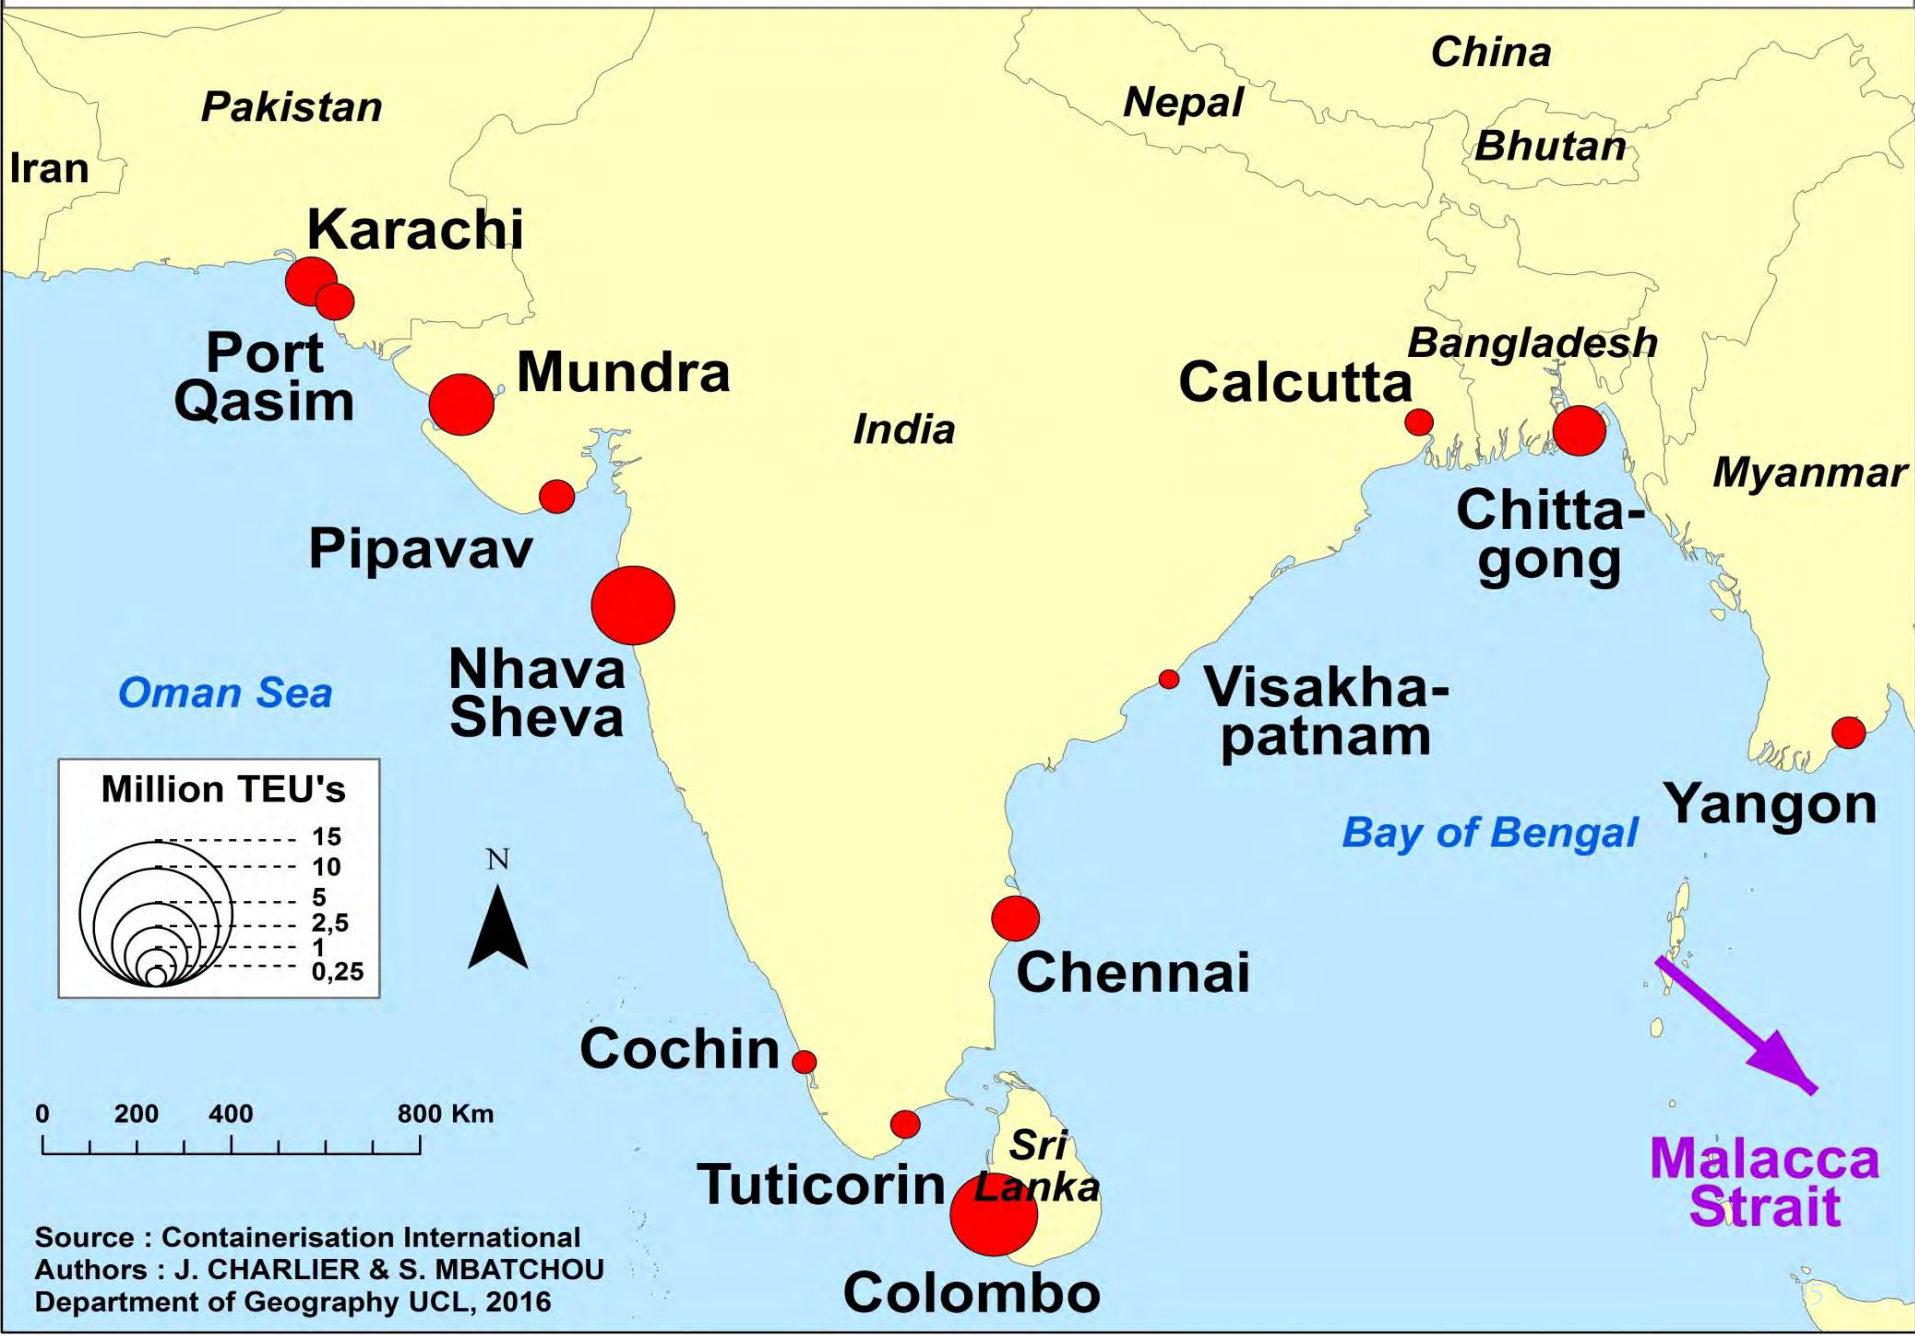 China
Nepal
Pakistan
Bhutan
Iran
Karachi
Port
Qasim
Mundra
Bangladesh
Calcutta
India
Myanmar
Chitta-
gong
Pipavav
Nhava
Sheva
Oman Sea
Visakha-
patnam
Yangon
Bay of Bengal
Million TEU's
15
10
5
2,5
1
0,25
N
Chennai
Cochin
0 200 400 800 Km
Sri
Lanka
Tuticorin
Malacca
Strait
Colombo
Source : Containerisation International
Authors : J. CHARLIER & S. MBATCHOU
Department of Geography UCL, 2016
5